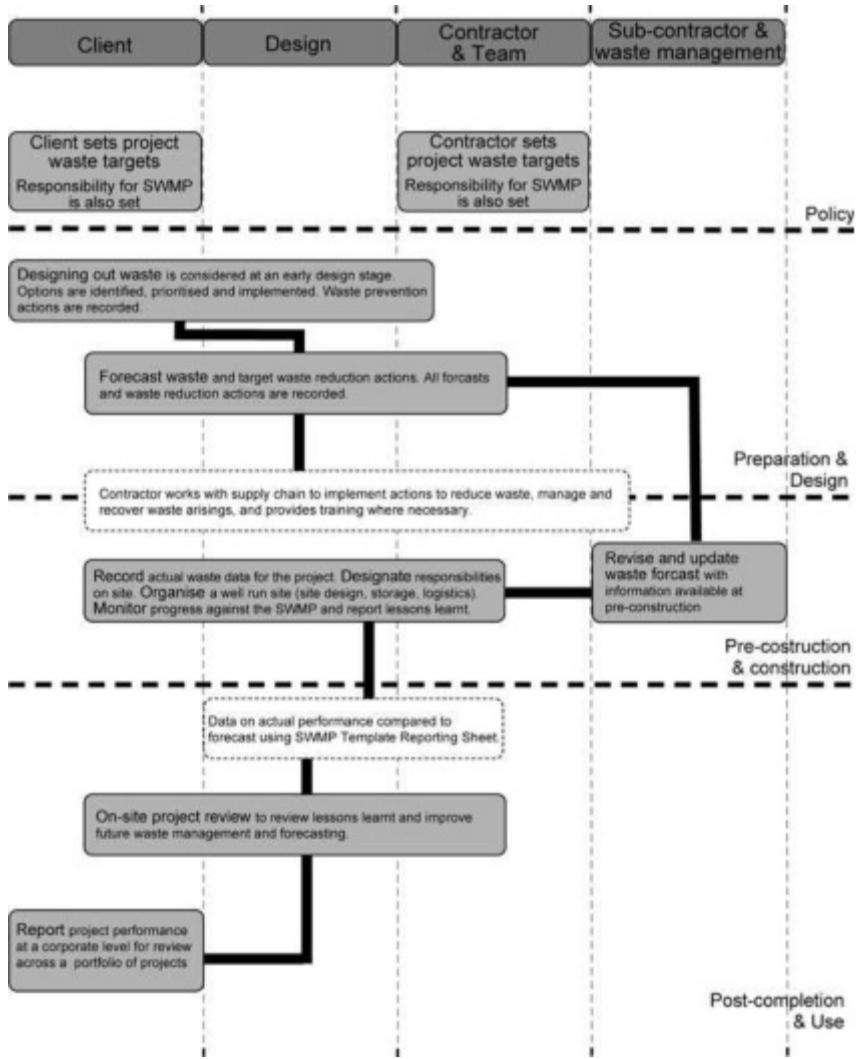 Client
Design
Contractor
& Team
Sub-contractor &
waste management
Client sets project
waste targets
Responsibility for SWMP
is also set
Contractor sets
project waste targets
Responsibility for SWMP
is also set
Policy
Designing out waste is considered at an early design stage.
Options are identified, prioritised and implemented. Waste prevention
actions are recorded.
Forecast waste and target waste reduction actions. All forcasts
and waste reduction actions are recorded.
Preparation &
Design
Contractor works with supply chain to implement actions to reduce waste, manage and
recover waste arisings, and provides training where necessary.
Record actual waste data for the project. Designate responsibilities
on site. Organise a well run site (site design, storage, logistics).
Monitor progress against the SWMP and report lessons learnt.
Revise and update
waste forcast with
information available at
pre-construction
Pre-costruction
& construction
Data on actual performance compared to
forecast using SWMP Template Reporting Sheet.
On-site project review to review lessons learnt and improve
future waste management and forecasting.
Report project performance
at a corporate level for review
across a portfolio of projects
Post-completion
& Use